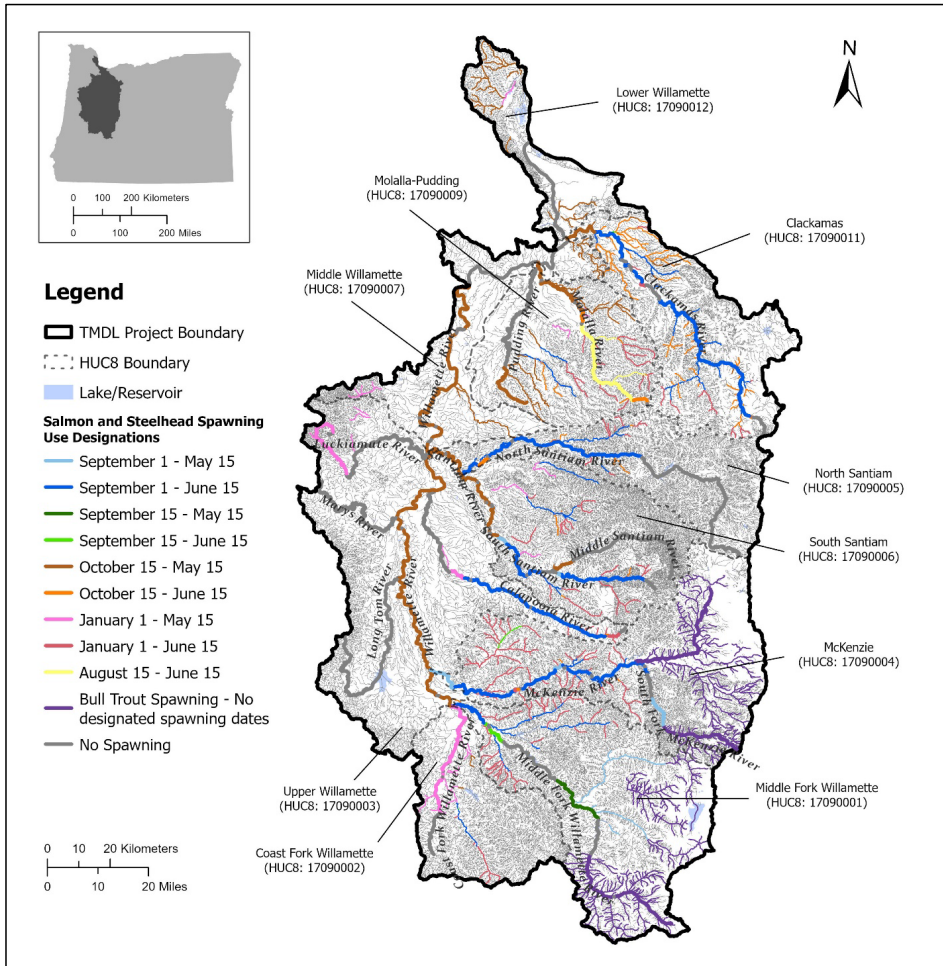 0 100 200 Kilometers
0 100 200 Miles
N
Legend
TMDL Project Boundary
HUC8 Boundary
Lake/Reservoir
Salmon and Steelhead Spawning
Use Designations
September 1 - May 15
September 1 - June 15
September 15 - May 15
September 15 - June 15
October 15 - May 15
October 15 - June 15
January 1 - May 15
January 1 - June 15
August 15 - June 15
Bull Trout Spawning - No
designated spawning dates
No Spawning
0 10 20 Kilometers
0 10 20 Miles
Lower Willamette
(HUC8: 17090012)
Molalla-Pudding
(HUC8: 17090009)
Clackamas
(HUC8: 17090011)
Middle Willamette
(HUC8: 17090007)
North Santiam
(HUC8: 17090005)
South Santiam
(HUC8: 17090006)
McKenzie
(HUC8: 17090004)
Middle Fork Willamette
(HUC8: 17090001)
Upper Willamette
(HUC8: 17090003)
Coast Fork Willamette
(HUC8: 17090002)
Clackamas River
Molalla River
Pudding River
Willamette River
Luckiamute River
Santiam River
North Santiam River
Marys River
South Santiam River
Middle Santiam River
Calapooia River
Long Tom River
Willamette River
McKenzie River
South Fork McKenzie River
Middle Fork Willamette River
Coast Fork Willamette River